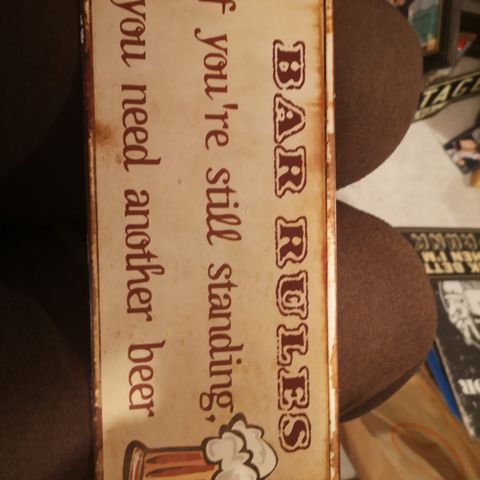 BAR RULES
f you're still standing,
you need another beer